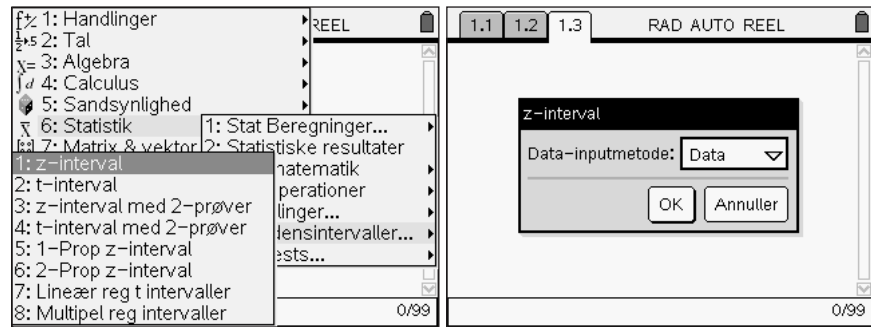 1: Handlinger
REEL
2: Tal
3: Algebra
4: Calculus
5: Sandsynlighed
6: Statistik
1: Stat Beregninger...
7: Matrix & vektor
2: Statistiske resultater
1: z-interval
natematik
2: t-interval
perationer
3: z-interval med 2-prøver
linger...
4: t-interval med 2-prøver
densintervaller...
5: 1-Prop z-interval
ests...
6: 2-Prop z-interval
7: Lineær reg t intervaller
8: Multipel reg intervaller
0/99
1.1 1.2 1.3 RAD AUTO REEL
z-interval
Data-inputmetode: Data
OK Annuller
0/99